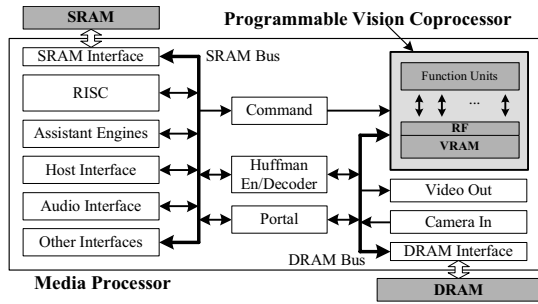 SRAM
Programmable Vision Coprocessor
SRAM Interface
SRAM Bus
RISC
Command
Function Units
...
RF
VRAM
Assistant Engines
Host Interface
Huffman
En/Decoder
Video Out
Audio Interface
Portal
Camera In
Other Interfaces
DRAM Bus
DRAM Interface
Media Processor
DRAM